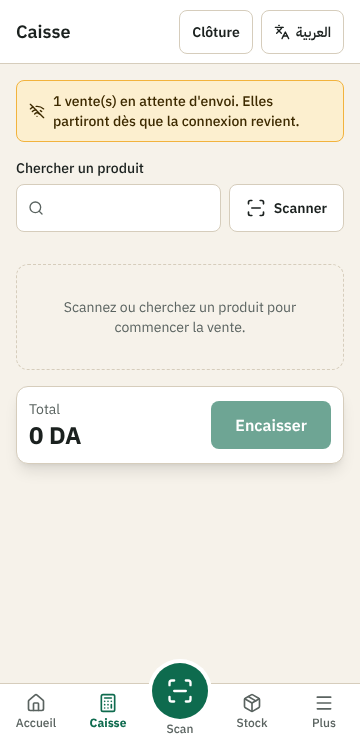 Caisse
Clôture
العربية
1 vente(s) en attente d'envoi. Elles
partiront dès que la connexion revient.
Chercher un produit
Scanner
Scannez ou cherchez un produit pour
commencer la vente.
Total
0 DA
Encaisser
Accueil
Caisse
Scan
Stock
Plus